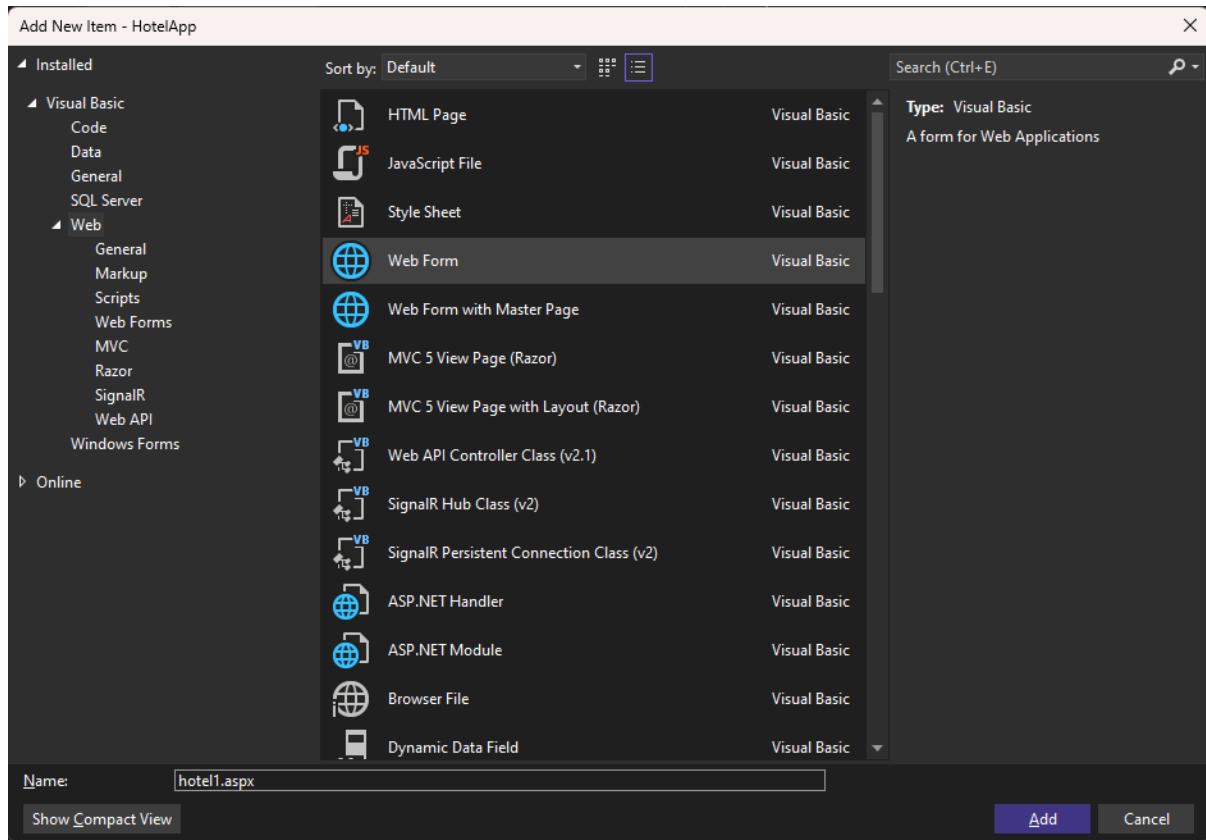 Add New Item - HotelApp
Installed
Visual Basic
Code
Data
General
SQL Server
Web
General
Markup
Scripts
Web Forms
MVC
Razor
SignalR
Web API
Windows Forms
Online
Sort by: Default
HTML Page Visual Basic
JS
JavaScript File Visual Basic
Style Sheet Visual Basic
Web Form Visual Basic
Web Form with Master Page Visual Basic
VB
MVC 5 View Page (Razor) Visual Basic
VB
MVC 5 View Page with Layout (Razor) Visual Basic
VB
Web API Controller Class (v2.1) Visual Basic
VB
SignalR Hub Class (v2) Visual Basic
VB
SignalR Persistent Connection Class (v2) Visual Basic
ASP.NET Handler Visual Basic
ASP.NET Module Visual Basic
Browser File Visual Basic
Dynamic Data Field Visual Basic
Search (Ctrl+E)
Type: Visual Basic
A form for Web Applications
Name: hotel1.aspx
Show Compact View
Add
Cancel